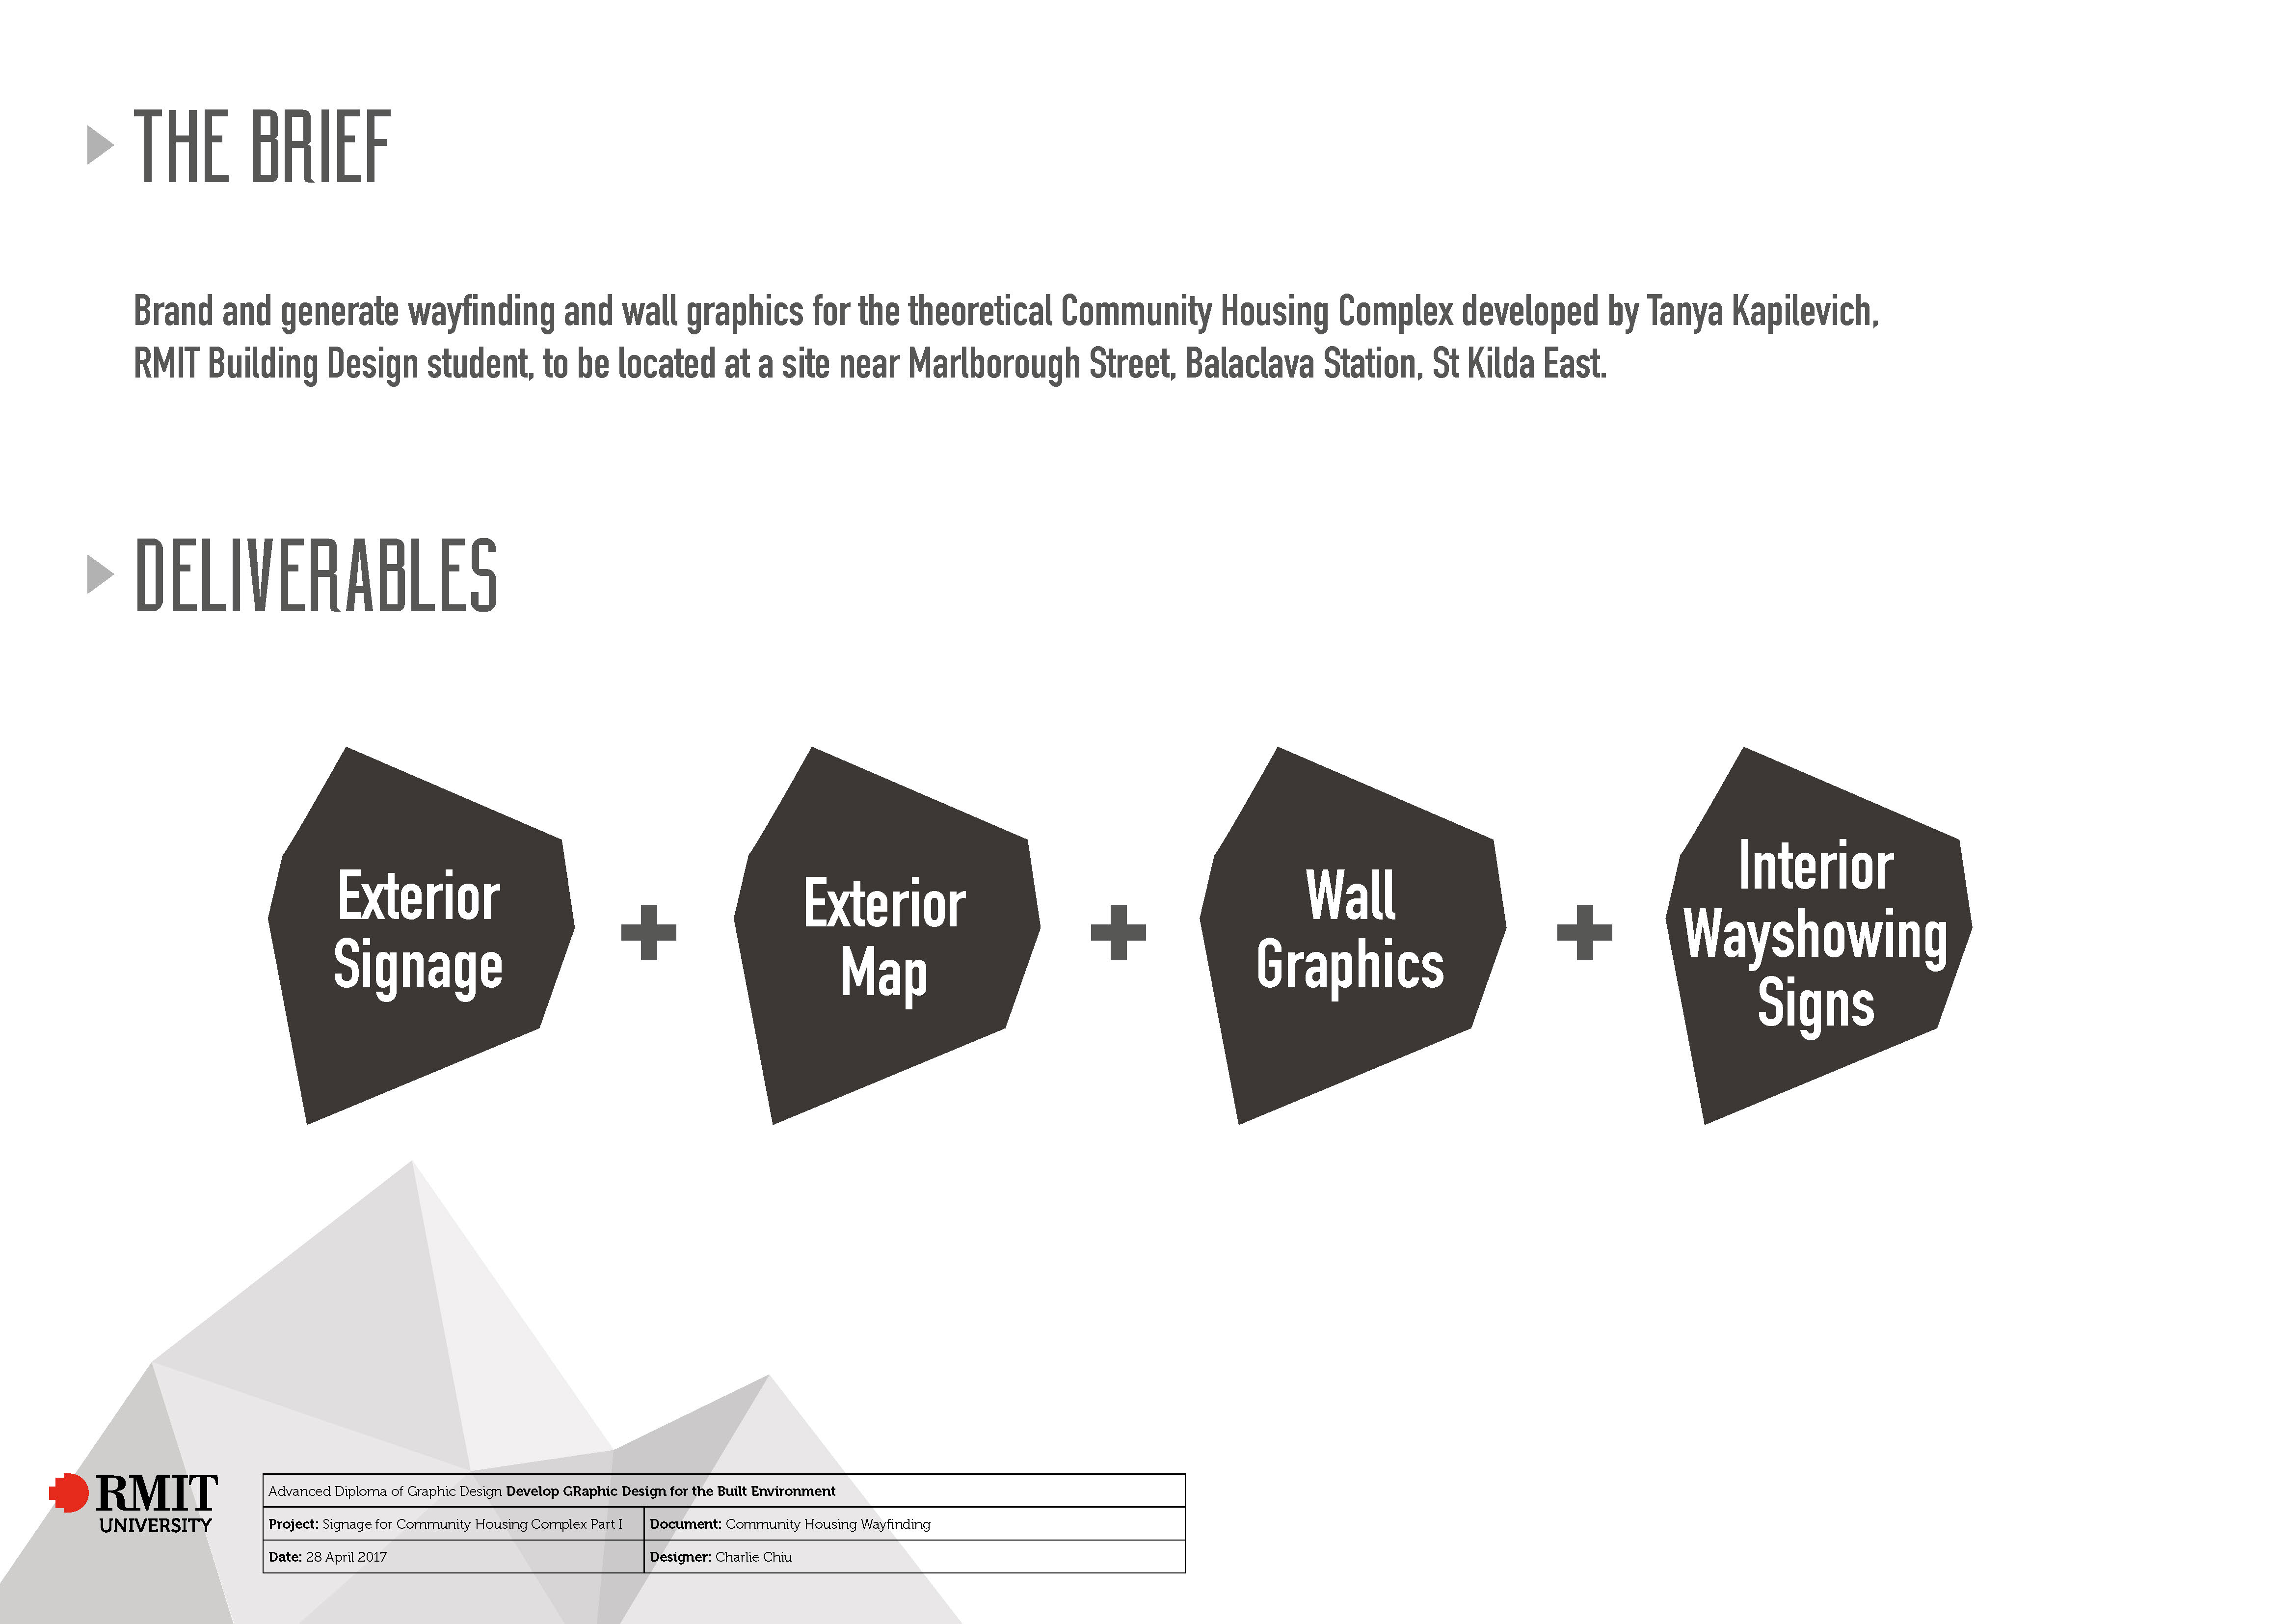 THE BRIEF
Brand and generate wayfinding and wall graphics for the theoretical Community Housing Complex developed by Tanya Kapilevich,
RMIT Building Design student, to be located at a site near Marlborough Street, Balaclava Station, St Kilda East.
DELIVERABLES
Exterior
Signage
+
Exterior
Map
+
Wall
Graphics
+
Interior
Wayshowing
Signs
RMIT
UNIVERSITY
Advanced Diploma of Graphic Design Develop GRaphic Design for the Built Environment
Project: Signage for Community Housing Complex Part I
Document: Community Housing Wayfinding
Date: 28 April 2017
Designer: Charlie Chiu